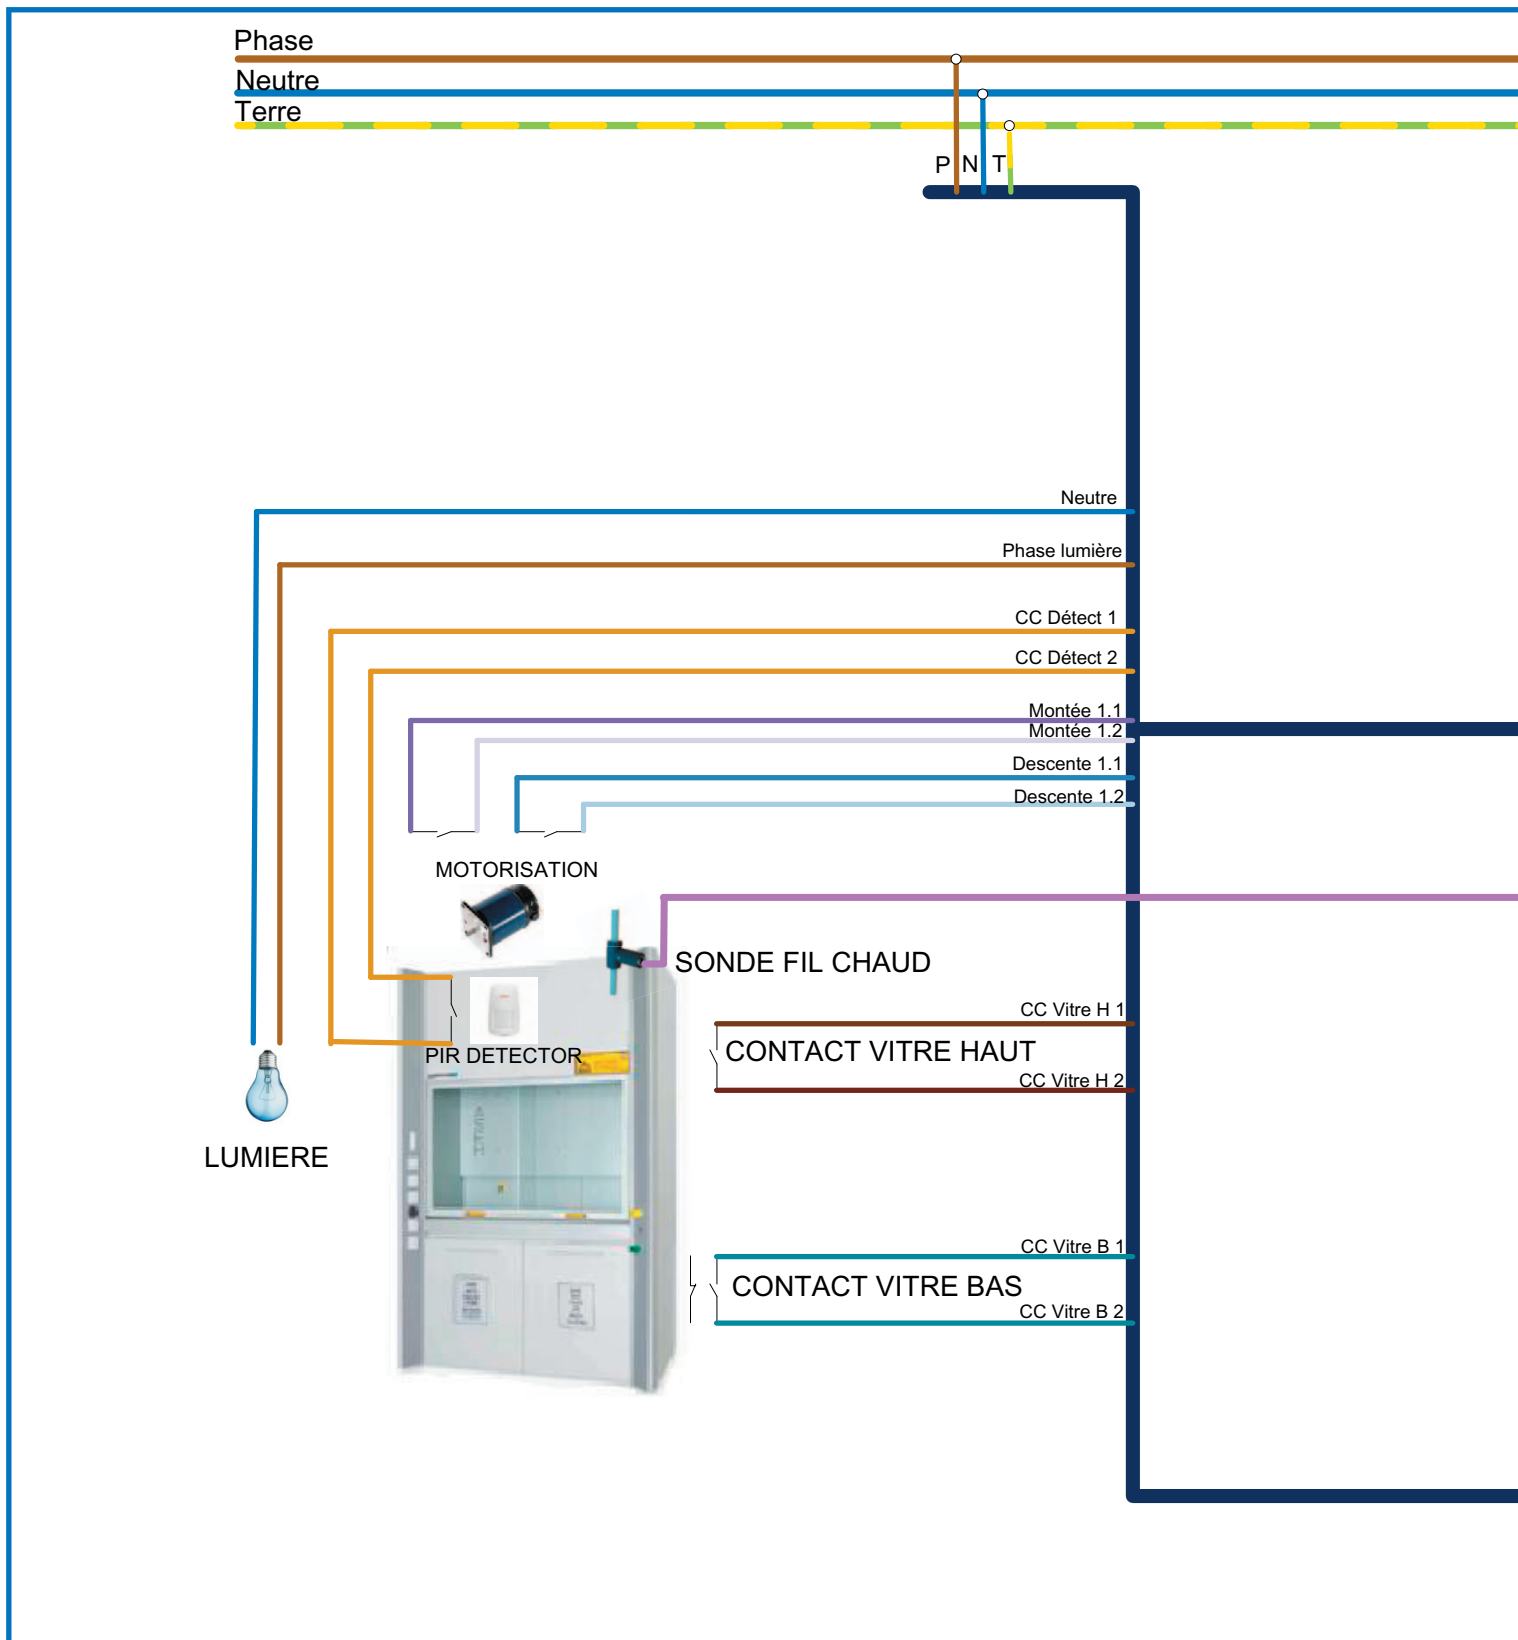 Phase
Neutre
Terre
P N T
Neutre
Phase lumière
CC Détect 1
CC Détect 2
Montée 1.1
Montée 1.2
Descente 1.1
Descente 1.2
MOTORISATION
SONDE FIL CHAUD
CC Vitre H 1
CONTACT VITRE HAUT
PIR DETECTOR
CC Vitre H 2
LUMIERE
CC Vitre B 1
CONTACT VITRE BAS
CC Vitre B 2